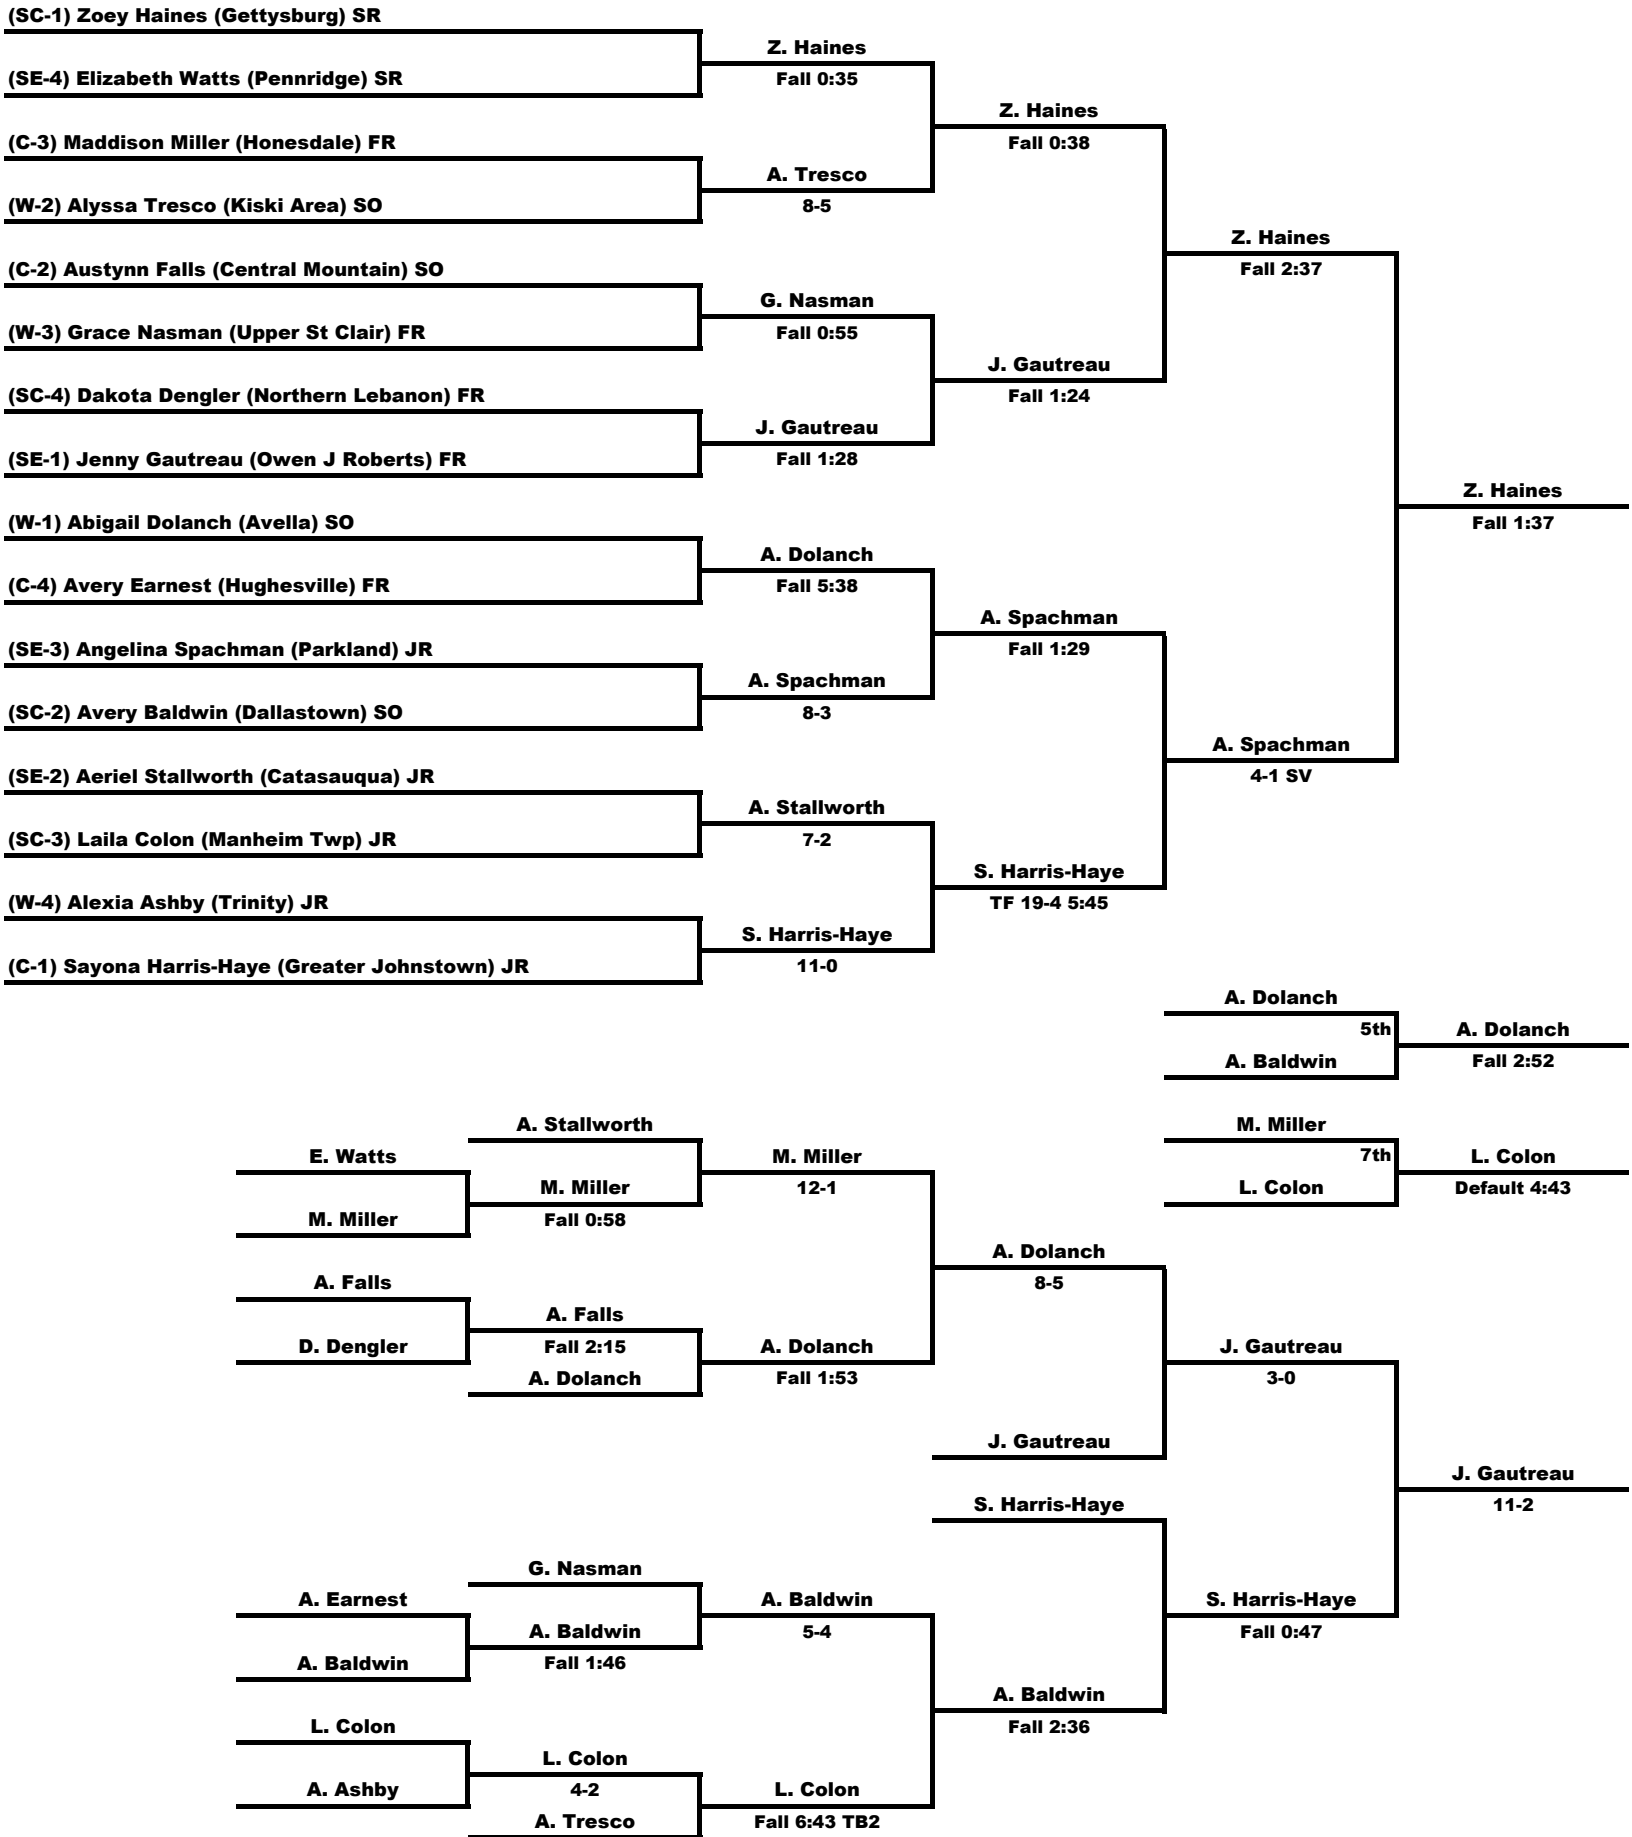 (SC-1) Zoey Haines (Gettysburg) SR
Z. Haines
(SE-4) Elizabeth Watts (Pennridge) SR
Fall 0:35
Z. Haines
(C-3) Maddison Miller (Honesdale) FR
Fall 0:38
A. Tresco
(W-2) Alyssa Tresco (Kiski Area) SO
8-5
Z. Haines
(C-2) Austynn Falls (Central Mountain) SO
Fall 2:37
G. Nasman
(W-3) Grace Nasman (Upper St Clair) FR
Fall 0:55
J. Gautreau
(SC-4) Dakota Dengler (Northern Lebanon) FR
Fall 1:24
J. Gautreau
(SE-1) Jenny Gautreau (Owen J Roberts) FR
Fall 1:28
Z. Haines
(W-1) Abigail Dolanch (Avella) SO
Fall 1:37
A. Dolanch
(C-4) Avery Earnest (Hughesville) FR
Fall 5:38
A. Spachman
(SE-3) Angelina Spachman (Parkland) JR
Fall 1:29
A. Spachman
(SC-2) Avery Baldwin (Dallastown) SO
8-3
A. Spachman
(SE-2) Aeriel Stallworth (Catasauqua) JR
4-1 SV
A. Stallworth
(SC-3) Laila Colon (Manheim Twp) JR
7-2
S. Harris-Haye
(W-4) Alexia Ashby (Trinity) JR
TF 19-4 5:45
S. Harris-Haye
(C-1) Sayona Harris-Haye (Greater Johnstown) JR
11-0
A. Dolanch
5th
A. Dolanch
A. Baldwin
Fall 2:52
A. Stallworth
M. Miller
E. Watts
M. Miller
7th
L. Colon
M. Miller
12-1
L. Colon
Default 4:43
M. Miller
Fall 0:58
A. Dolanch
A. Falls
8-5
A. Falls
D. Dengler
Fall 2:15
A. Dolanch
J. Gautreau
A. Dolanch
Fall 1:53
3-0
J. Gautreau
J. Gautreau
S. Harris-Haye
11-2
G. Nasman
A. Earnest
A. Baldwin
S. Harris-Haye
A. Baldwin
5-4
Fall 0:47
A. Baldwin
Fall 1:46
A. Baldwin
L. Colon
Fall 2:36
L. Colon
A. Ashby
4-2
L. Colon
A. Tresco
Fall 6:43 TB2